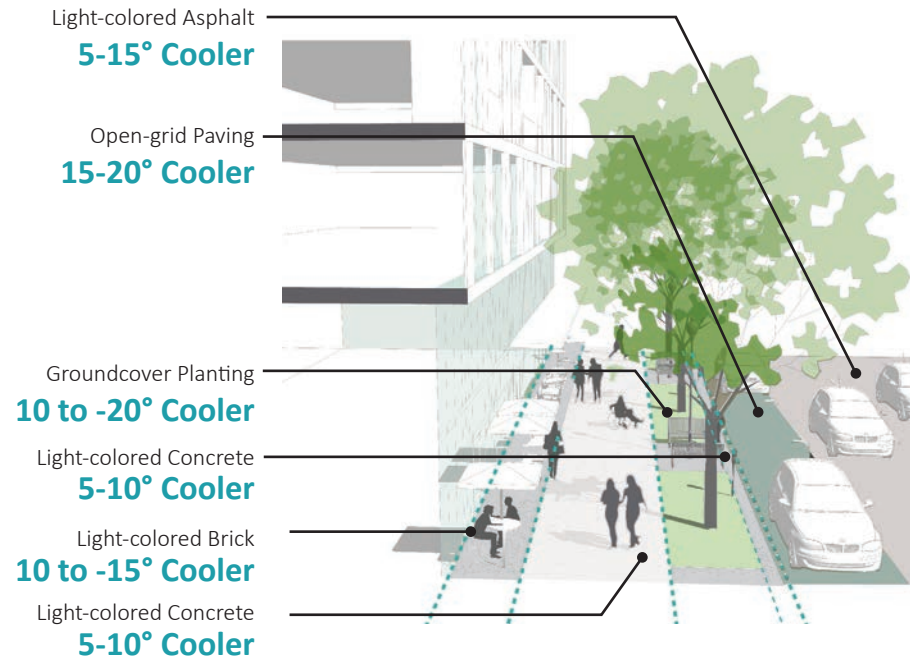 Light-colored Asphalt
5-15° Cooler
Open-grid Paving
15-20° Cooler
Groundcover Planting
10 to -20° Cooler
Light-colored Concrete
5-10° Cooler
Light-colored Brick
10 to -15° Cooler
Light-colored Concrete
5-10° Cooler